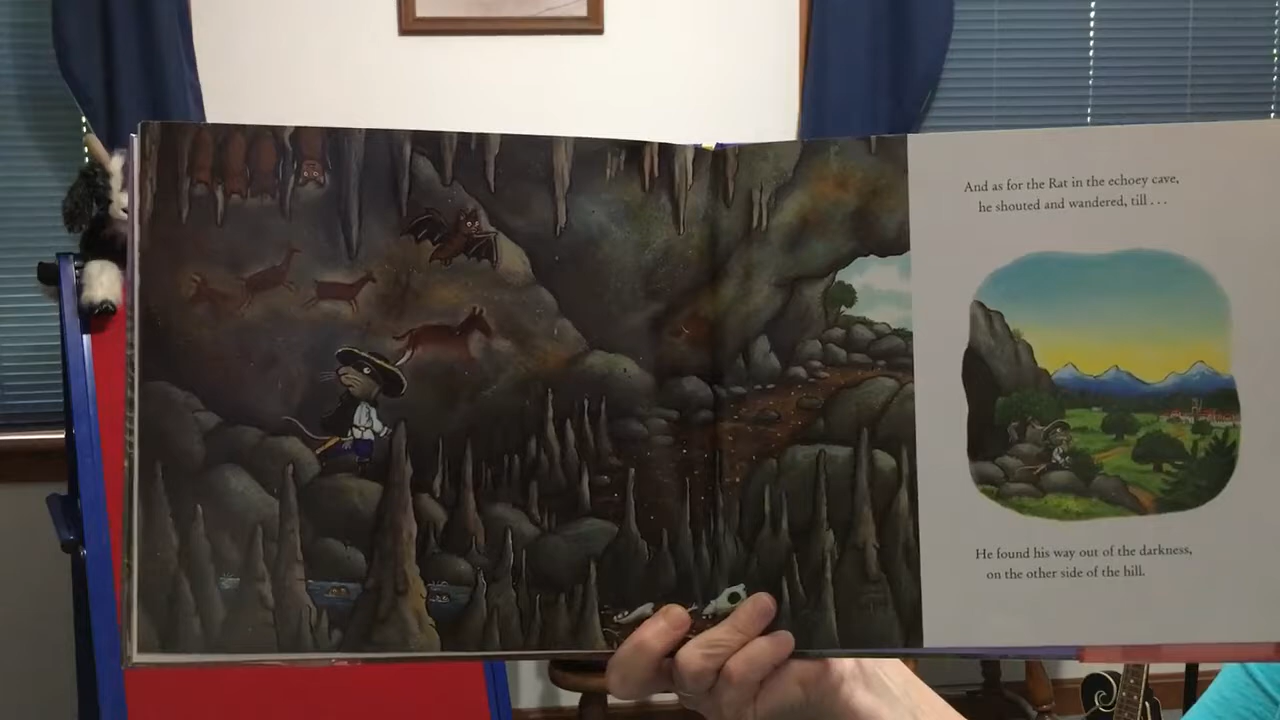 And as for the Rat in the echoey cave,
he shouted and wandered, till . . .
He found his way out of the darkness,
on the other side of the hill.